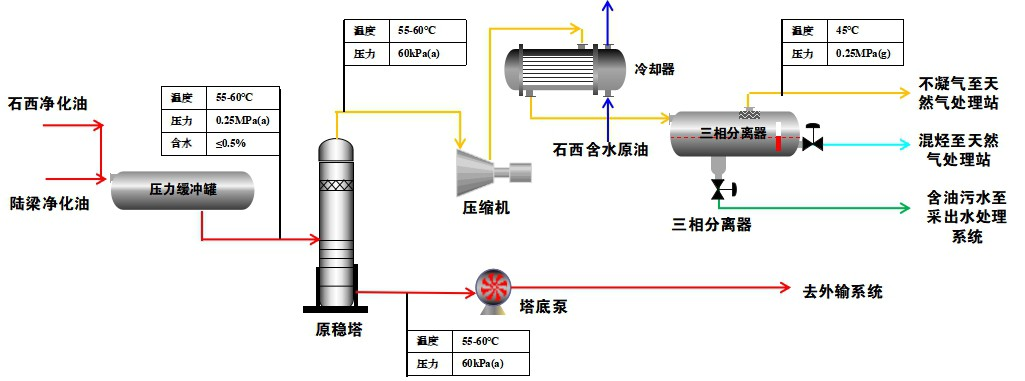 温度 55-60°C
压力 60kPa(a)
温度 45°C
压力 0.25MPa(g)
冷却器
不凝气至天
然气处理站
石西净化油
温度 55-60°C
压力 0.25MPa(a)
含水 ≤0.5%
三相分离器
石西含水原油
混烃至天然
气处理站
陆梁净化油
压力缓冲罐
压缩机
三相分离器
含油污水至
采出水处理
系统
原稳塔
塔底泵
去外输系统
温度 55-60°C
压力 60kPa(a)